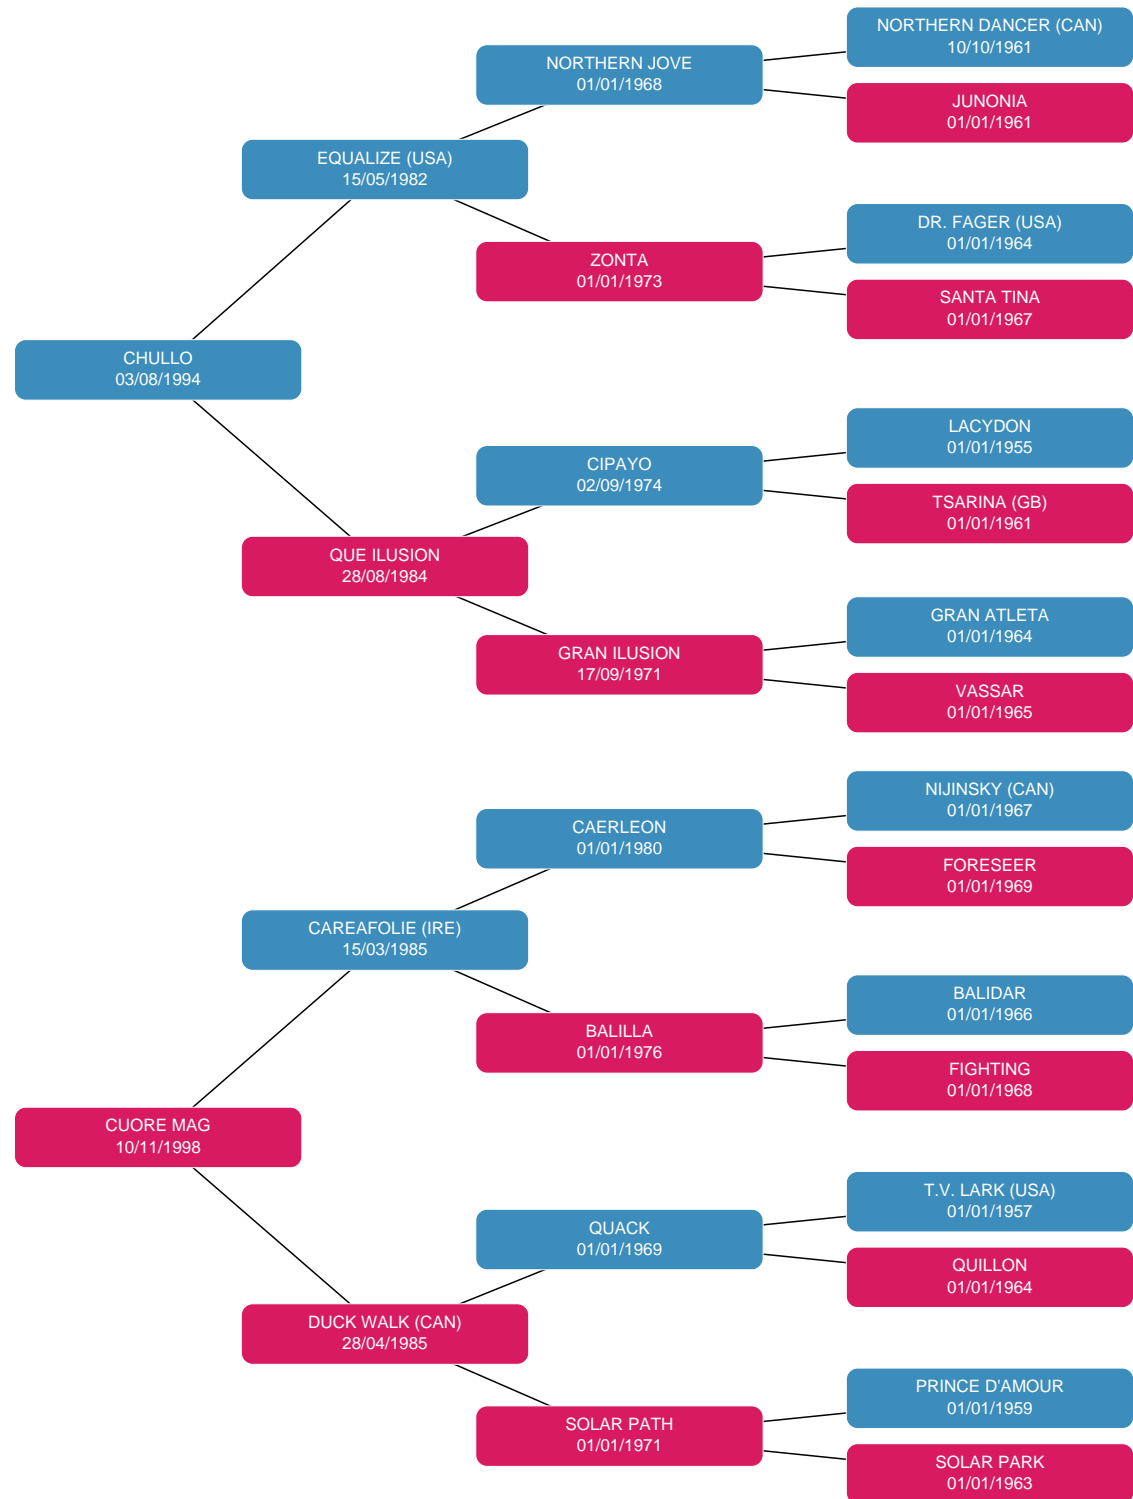 NORTHERN DANCER (CAN)
10/10/1961
NORTHERN JOVE
01/01/1968
JUNONIA
01/01/1961
EQUALIZE (USA)
15/05/1982
DR. FAGER (USA)
01/01/1964
ZONTA
01/01/1973
SANTA TINA
01/01/1967
CHULLO
03/08/1994
LACYDON
01/01/1955
CIPAYO
02/09/1974
TSARINA (GB)
01/01/1961
QUE ILUSION
28/08/1984
GRAN ATLETA
01/01/1964
GRAN ILUSION
17/09/1971
VASSAR
01/01/1965
NIJINSKY (CAN)
01/01/1967
CAERLEON
01/01/1980
FORESEER
01/01/1969
CAREAFOLIE (IRE)
15/03/1985
BALIDAR
01/01/1966
BALILLA
01/01/1976
FIGHTING
01/01/1968
CUORE MAG
10/11/1998
T.V. LARK (USA)
01/01/1957
QUACK
01/01/1969
QUILLON
01/01/1964
DUCK WALK (CAN)
28/04/1985
PRINCE D'AMOUR
01/01/1959
SOLAR PATH
01/01/1971
SOLAR PARK
01/01/1963